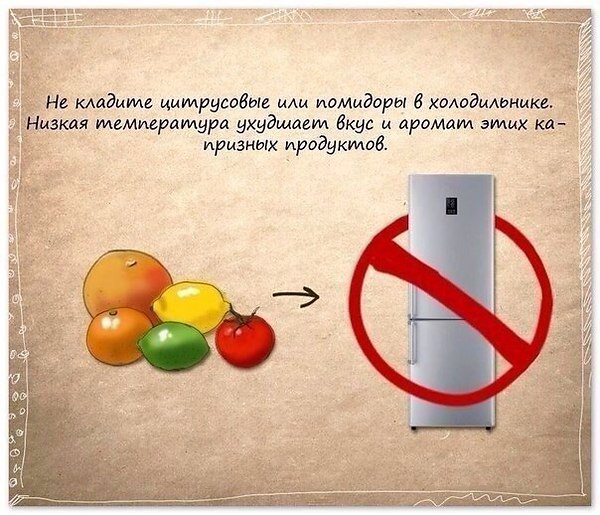 Не кладите цитрусовые или помидоры в холодильнике.
Низкая температура ухудшает вкус и аромат этих ка-
призных продуктов.